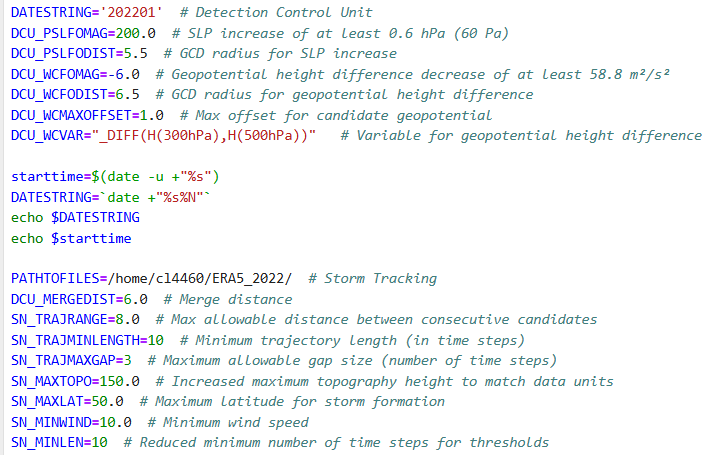 DATESTRING='202201'  # Detection Control Unit
DCU_PSLFOMAG=200.0  # SLP increase of at least 0.6 hPa (60 Pa)
DCU_PSLFODIST=5.5  # GCD radius for SLP increase
DCU_WCFOMAG=-6.0  # Geopotential height difference decrease of at least 58.8 m²/s²
DCU_WCFODIST=6.5  # GCD radius for geopotential height difference
DCU_WCMAXOFFSET=1.0  # Max offset for candidate geopotential
DCU_WCVAR="_DIFF(H(300hPa),H(500hPa))"   # Variable for geopotential height difference
starttime=$(date -u +"%s")
DATESTRING=`date +"%s%N"`
echo $DATESTRING
echo $starttime
PATHTOFILES=/home/cl4460/ERA5_2022/  # Storm Tracking
DCU_MERGEDIST=6.0  # Merge distance
SN_TRAJRANGE=8.0  # Max allowable distance between consecutive candidates
SN_TRAJMINLENGTH=10  # Minimum trajectory length (in time steps)
SN_TRAJMAXGAP=3  # Maximum allowable gap size (number of time steps)
SN_MAXTOPO=150.0  # Increased maximum topography height to match data units
SN_MAXLAT=50.0  # Maximum latitude for storm formation
SN_MINWIND=10.0  # Minimum wind speed
SN_MINLEN=10  # Reduced minimum number of time steps for thresholds